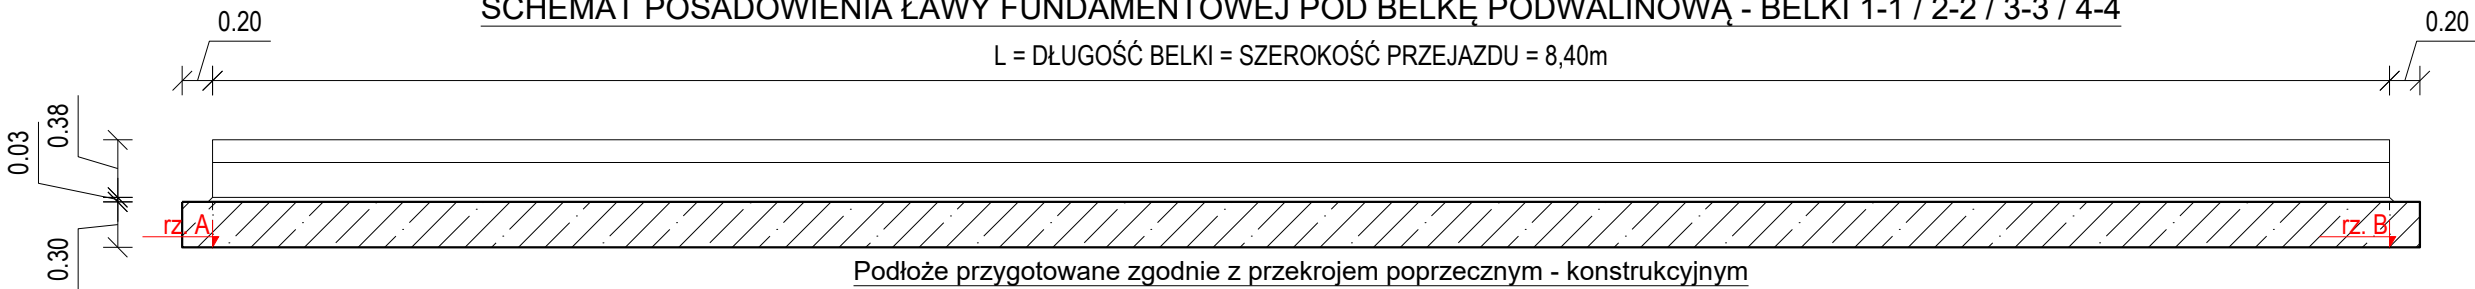 SCHEMAT POSADOWIENIA ŁAWY FUNDAMENTOWEJ POD BELKĘ PODWALINOWĄ - BELKI 1-1 / 2-2 / 3-3 / 4-4
0.20
0.20
L = DŁUGOŚĆ BELKI = SZEROKOŚĆ PRZEJAZDU = 8,40m
0.03
0.38
rz. A
rz. B
0.30
Podłoże przygotowane zgodnie z przekrojem poprzecznym - konstrukcyjnym